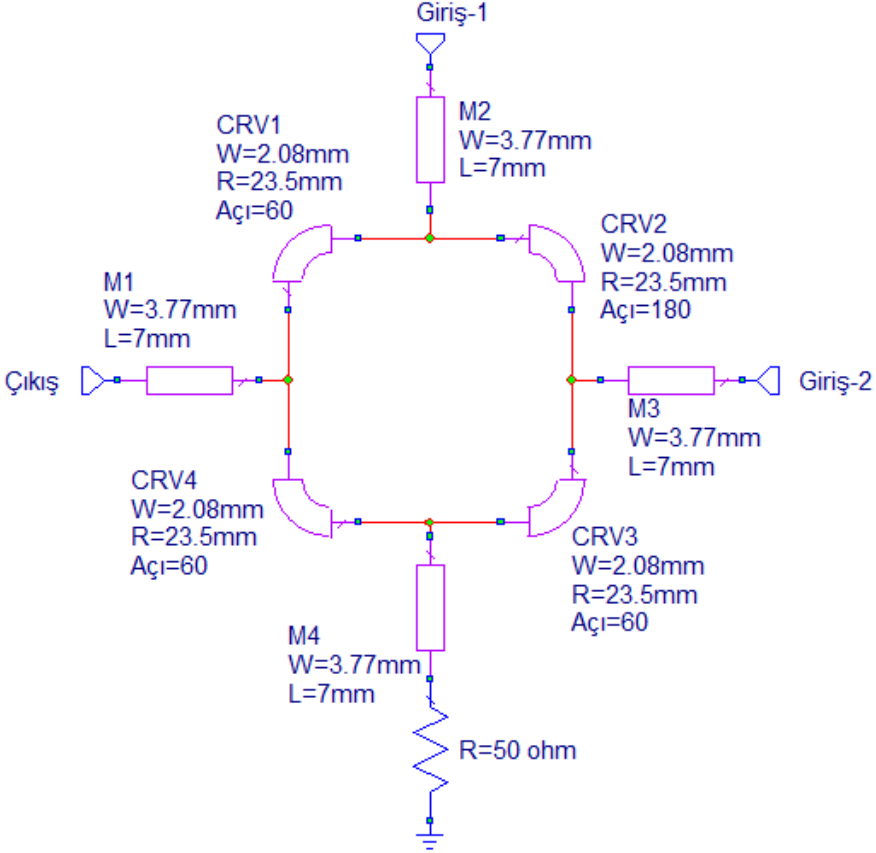 Giriş-1
M2
W=3.77mm
L=7mm
CRV1
W=2.08mm
R=23.5mm
Açı=60
CRV2
W=2.08mm
R=23.5mm
Açı=180
M1
W=3.77mm
L=7mm
Çıkış
Giriş-2
M3
W=3.77mm
L=7mm
CRV4
W=2.08mm
R=23.5mm
Açı=60
CRV3
W=2.08mm
R=23.5mm
Açı=60
M4
W=3.77mm
L=7mm
R=50 ohm